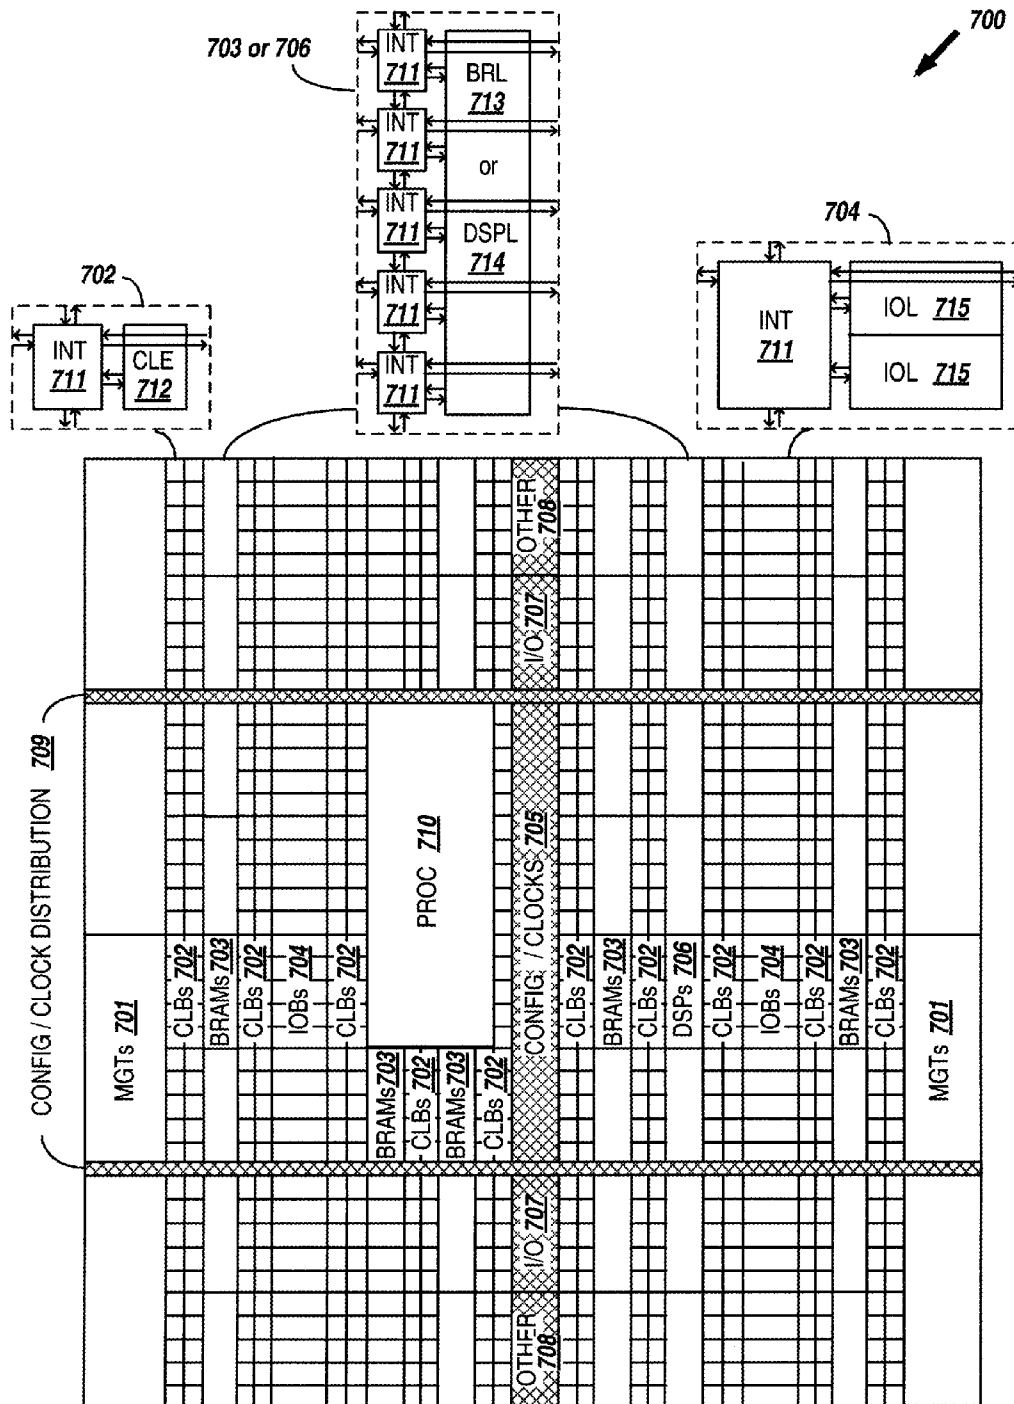 700
703 or 706
INT
711
INT
711
INT
711
INT
711
INT
711
BRL
713
or
DSPL
714
704
INT
711
IOL 715
IOL 715
702
INT
711
CLE
712
OTHER
708
I/O 707
CONFIG / CLOCK DISTRIBUTION 709
PROC 710
CONFIG / CLOCKS 705
MGTs 701
CLBs 702
BRAMs 703
CLBs 702
IOBs 704
CLBs 702
BRAMs 703
CLBs 702
BRAMs 703
CLBs 702
CLBs 702
BRAMs 703
CLBs 702
DSPs 706
CLBs 702
IOBs 704
CLBs 702
BRAMs 703
CLBs 702
MGTs 701
I/O 707
OTHER
708